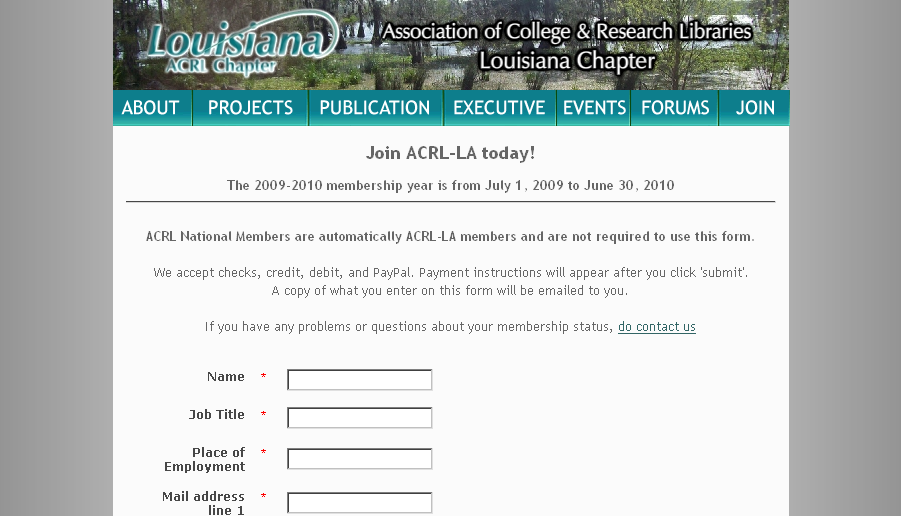 Louisiana
ACRL Chapter
Association of College & Research Libraries
Louisiana Chapter
ABOUT PROJECTS PUBLICATION EXECUTIVE EVENTS FORUMS JOIN
Join ACRL-LA today!
The 2009-2010 membership year is from July 1, 2009 to June 30, 2010
ACRL National Members are automatically ACRL-LA members and are not required to use this form.
We accept checks, credit, debit, and PayPal. Payment instructions will appear after you click 'submit'.
A copy of what you enter on this form will be emailed to you.
If you have any problems or questions about your membership status, do contact us
Name *
Job Title *
Place of *
Employment
Mail address *
line 1